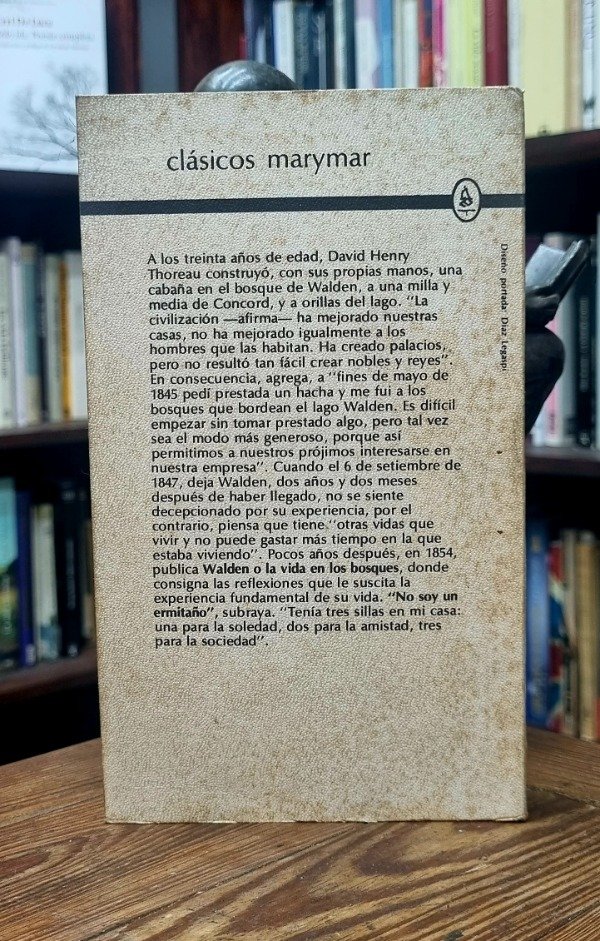 clásicos marymar
A los treinta años de edad, David Henry
Thoreau construyó, con sus propias manos, una
cabaña en el bosque de Walden, a una milla y
media de Concord, y a orillas del lago. "La
civilización —afirma— ha mejorado nuestras
casas, no ha mejorado igualmente a los
hombres que las habitan. Ha creado palacios,
pero no resultó tan fácil crear nobles y reyes".
En consecuencia, agrega, a "fines de mayo de
1845 pedí prestada un hacha y me fui a los
bosques que bordean el lago Walden. Es difícil
empezar sin tomar prestado algo, pero tal vez
sea el modo más generoso, porque así
permitimos a nuestros prójimos interesarse en
nuestra empresa". Cuando el 6 de setiembre de
1847, deja Walden, dos años y dos meses
después de haber llegado, no se siente
decepcionado por su experiencia, por el
contrario, piensa que tiene "otras vidas que
vivir y no puede gastar más tiempo en la que
estaba viviendo". Pocos años después, en 1854,
publica Walden o la vida en los bosques, donde
consigna las reflexiones que le suscita la
experiencia fundamental de su vida. "No soy un
ermitaño", subraya. "Tenía tres sillas en mi casa:
una para la soledad, dos para la amistad, tres
para la sociedad".
Diseño portada Díaz Legaspi